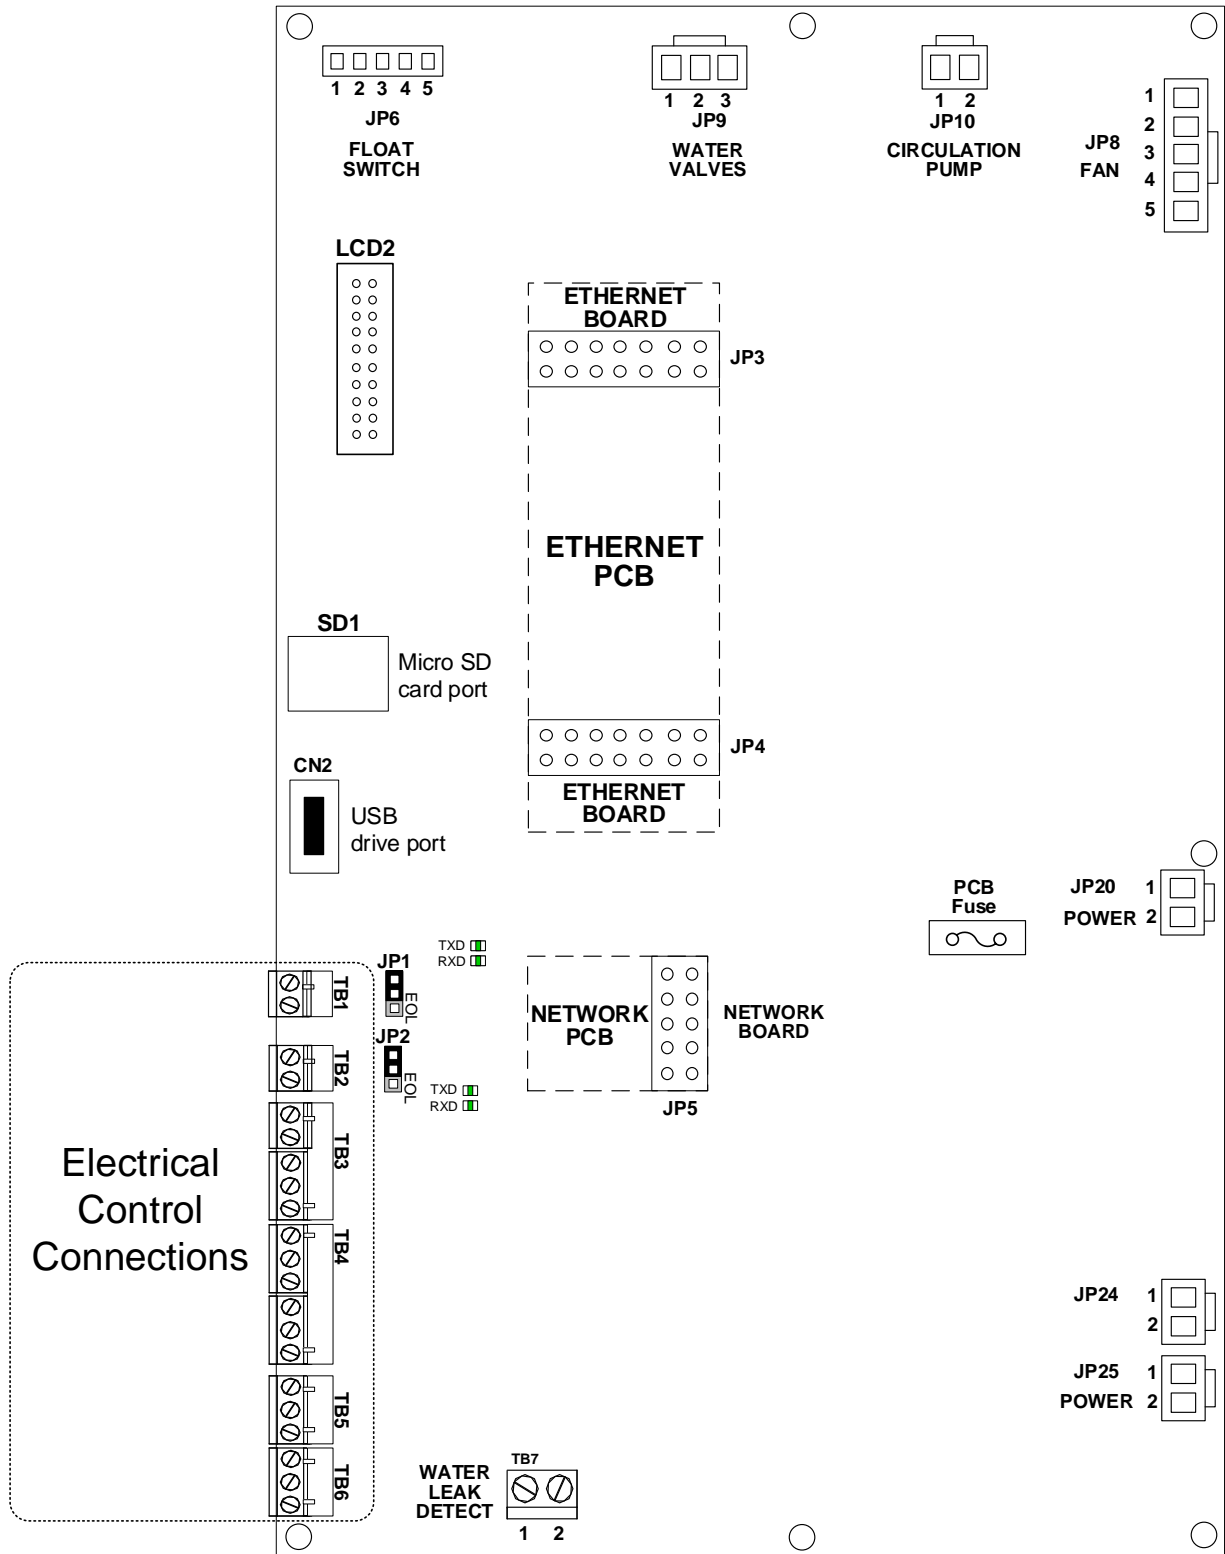 1 2 3 4 5
JP6
FLOAT
SWITCH
1 2 3
JP9
WATER
VALVES
1 2
JP10
CIRCULATION
PUMP
1
2
3
4
5
JP8
FAN
LCD2
ETHERNET
BOARD
JP3
ETHERNET
PCB
SD1
Micro SD
card port
JP4
ETHERNET
BOARD
CN2
USB
drive port
PCB
Fuse
JP20
POWER
1
2
TXD
RXD
JP1
EOL
TB1
NETWORK
PCB
NETWORK
BOARD
JP5
JP2
EOL
TB2
TXD
RXD
TB3
Electrical
Control
Connections
TB4
JP24
1
2
JP25
POWER
1
2
TB5
TB6
WATER
LEAK
DETECT
TB7
1 2